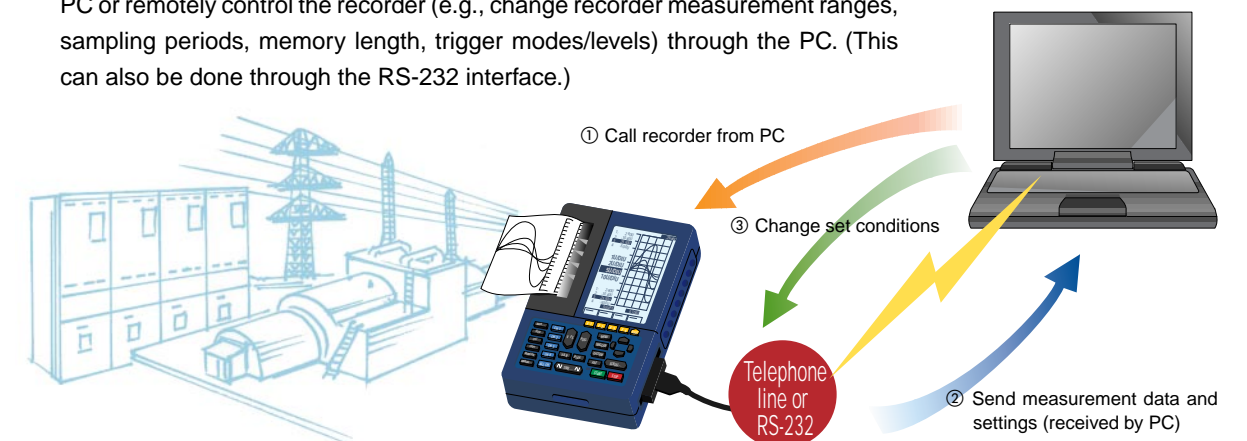 PC or remotely control the recorder (e.g., change recorder measurement ranges,
sampling periods, memory length, trigger modes/levels) through the PC. (This
can also be done through the RS-232 interface.)
① Call recorder from PC
③ Change set conditions
Telephone
line or
RS-232
② Send measurement data and
settings (received by PC)